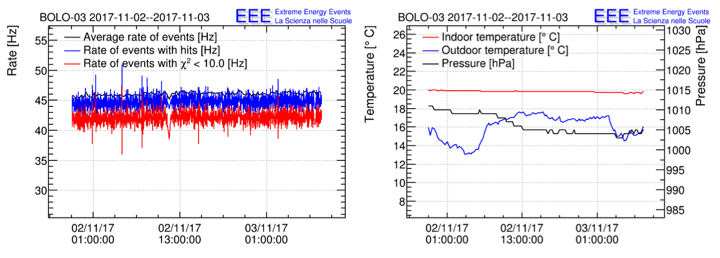 BOLO-03 2017-11-02--2017-11-03
EEE Extreme Energy Events
La Scienza nelle Scuole
Rate [Hz]
Average rate of events [Hz]
Rate of events with hits [Hz]
Rate of events with χ² < 10.0 [Hz]
55
50
45
40
35
30
02/11/17 02/11/17 03/11/17
01:00:00 13:00:00 01:00:00
BOLO-03 2017-11-02--2017-11-03
EEE Extreme Energy Events
La Scienza nelle Scuole
Temperature [° C]
Pressure [hPa]
Indoor temperature [° C]
Outdoor temperature [° C]
Pressure [hPa]
26
24
22
20
18
16
14
12
10
8
1030
1025
1020
1015
1010
1005
1000
995
990
985
02/11/17 02/11/17 03/11/17
01:00:00 13:00:00 01:00:00